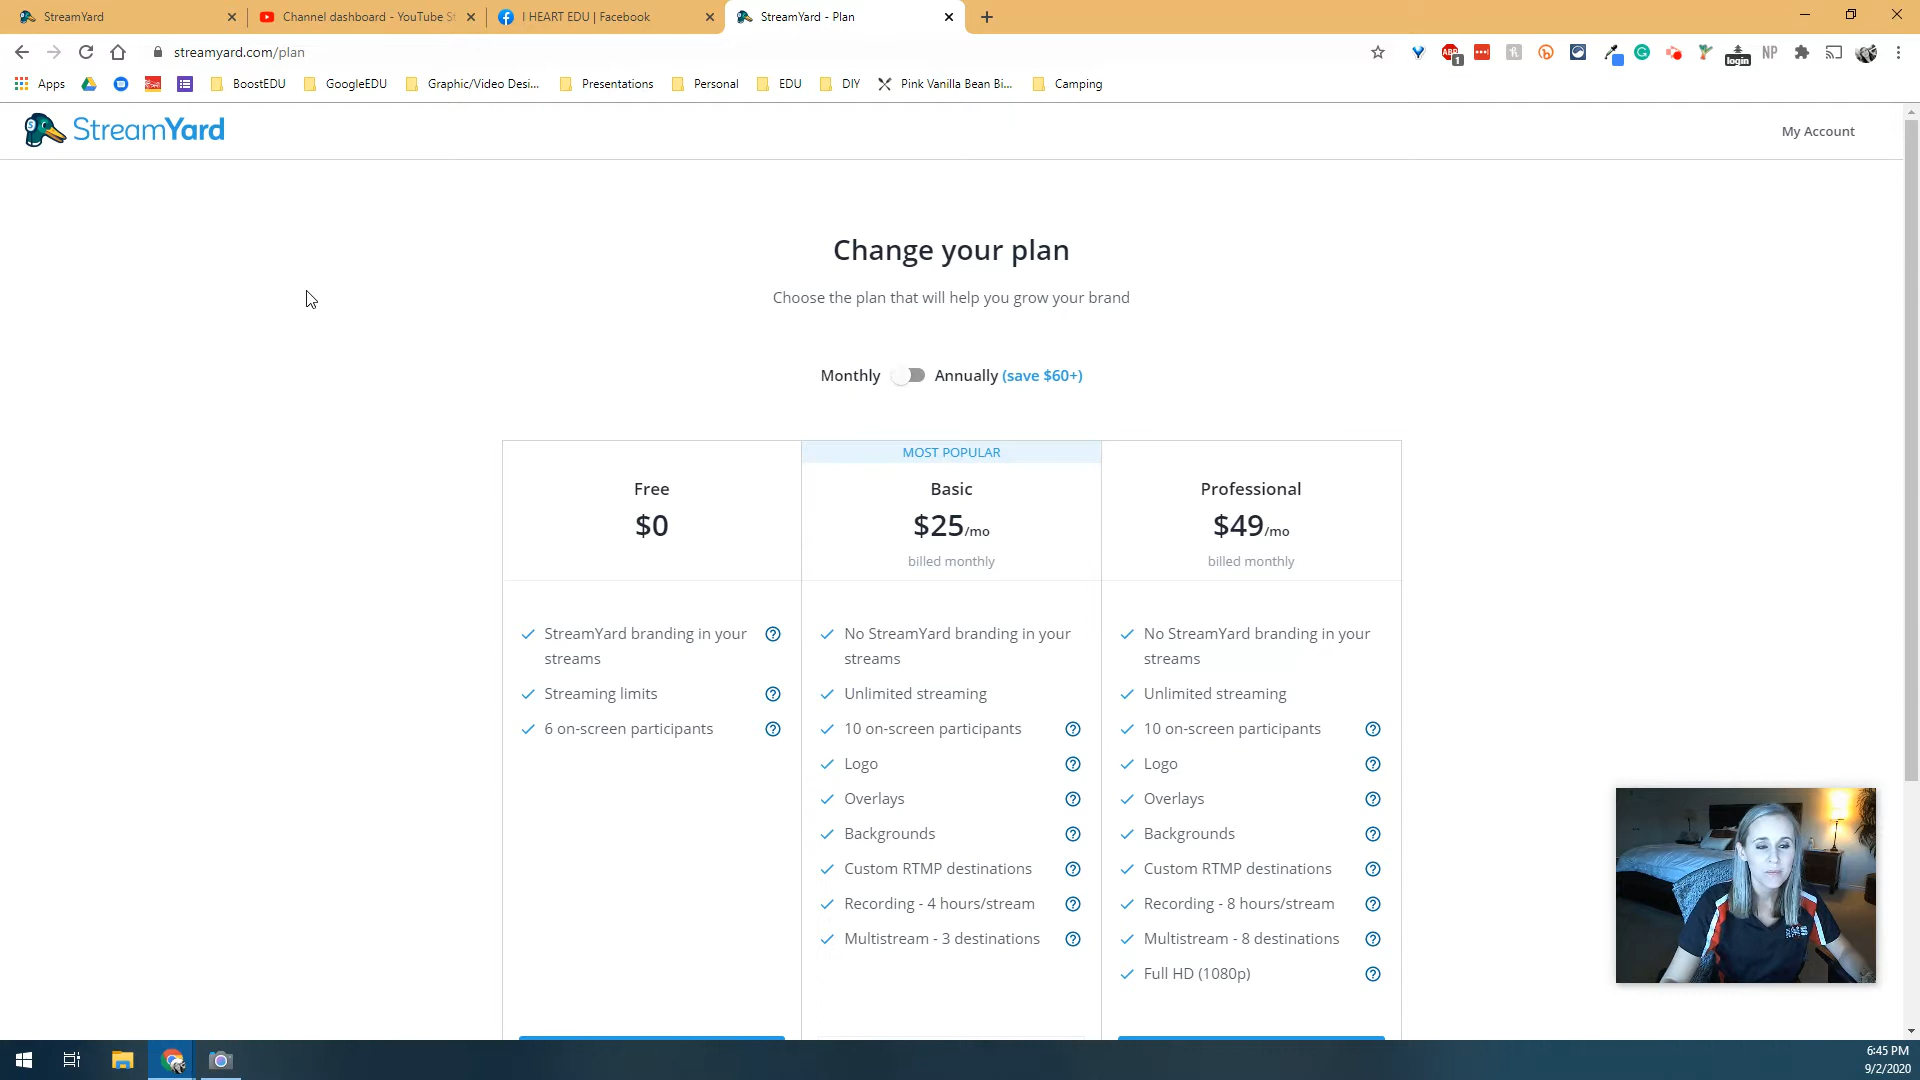 StreamYard
Channel dashboard - YouTube St
I HEART EDU | Facebook
StreamYard - Plan
streamyard.com/plan
ABP
1
login
NP
Apps
BoostEDU
GoogleEDU
Graphic/Video Desi...
Presentations
Personal
EDU
DIY
Pink Vanilla Bean Bi...
Camping
StreamYard
My Account
Change your plan
Choose the plan that will help you grow your brand
Monthly
Annually (save $60+)
Free
$0
StreamYard branding in your
streams
Streaming limits
6 on-screen participants
MOST POPULAR
Basic
$25/mo
billed monthly
No StreamYard branding in your
streams
Unlimited streaming
10 on-screen participants
Logo
Overlays
Backgrounds
Custom RTMP destinations
Recording - 4 hours/stream
Multistream - 3 destinations
Professional
$49/mo
billed monthly
No StreamYard branding in your
streams
Unlimited streaming
10 on-screen participants
Logo
Overlays
Backgrounds
Custom RTMP destinations
Recording - 8 hours/stream
Multistream - 8 destinations
Full HD (1080p)
6:45 PM
9/2/2020